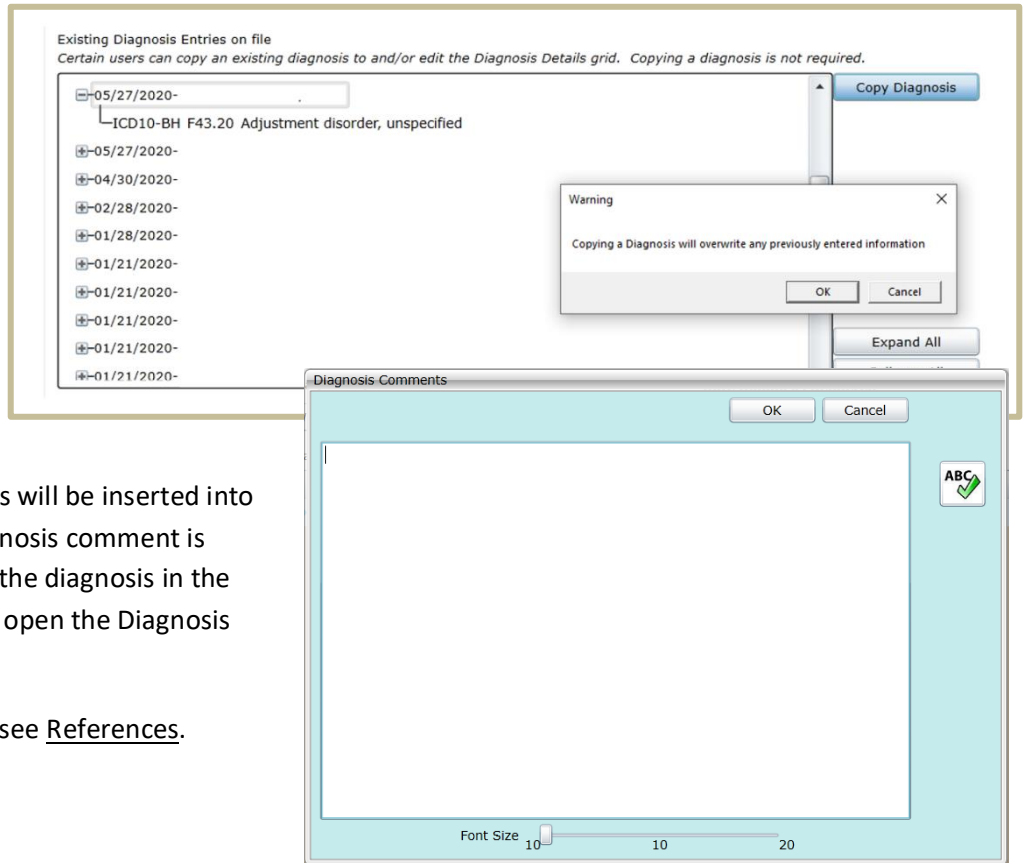 Existing Diagnosis Entries on file
Certain users can copy an existing diagnosis to and/or edit the Diagnosis Details grid. Copying a diagnosis is not required.
05/27/2020-
Copy Diagnosis
ICD10-BH F43.20 Adjustment disorder, unspecified
05/27/2020-
04/30/2020-
02/28/2020-
01/28/2020-
01/21/2020-
01/21/2020-
01/21/2020-
01/21/2020-
01/21/2020-
Warning
Copying a Diagnosis will overwrite any previously entered information
OK Cancel
Expand All
Diagnosis Comments
OK Cancel
ABC
s will be inserted into
nosis comment is
the diagnosis in the
open the Diagnosis
see References.
Font Size 10 10 20